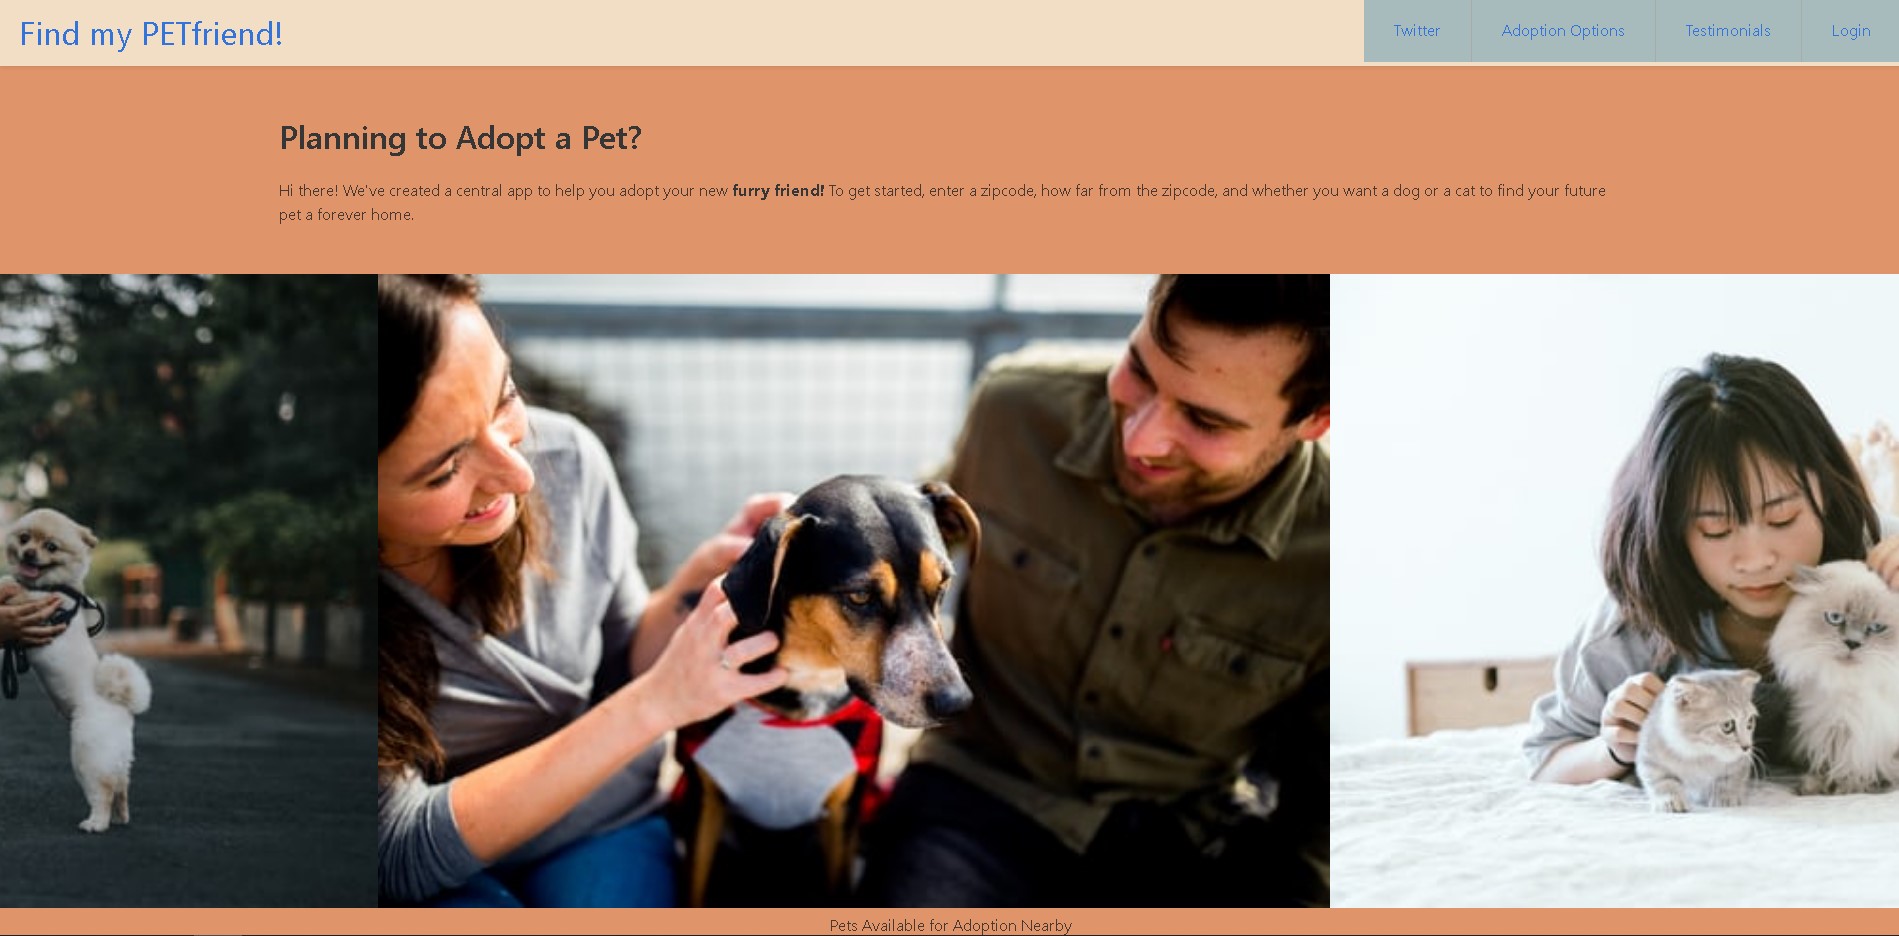 Find my PETfriend!
Twitter
Adoption Options
Testimonials
Login
Planning to Adopt a Pet?
Hi there! We've created a central app to help you adopt your new furry friend! To get started, enter a zipcode, how far from the zipcode, and whether you want a dog or a cat to find your future
pet a forever home.
Pets Available for Adoption Nearby